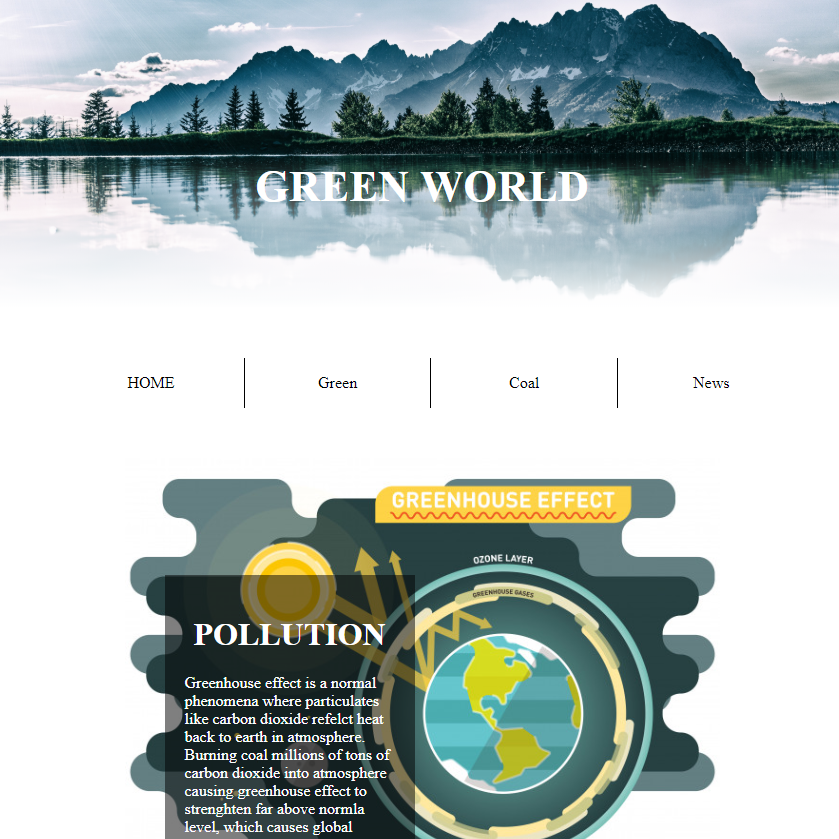 GREEN WORLD
HOME
Green
Coal
News
GREENHOUSE EFFECT
OZONE LAYER
GREENHOUSE GASES
POLLUTION
Greenhouse effect is a normal
phenomena where particulates
like carbon dioxide refelct heat
back to earth in atmosphere.
Burning coal millions of tons of
carbon dioxide into atmosphere
causing greenhouse effect to
strenghten far above normla
level, which causes global